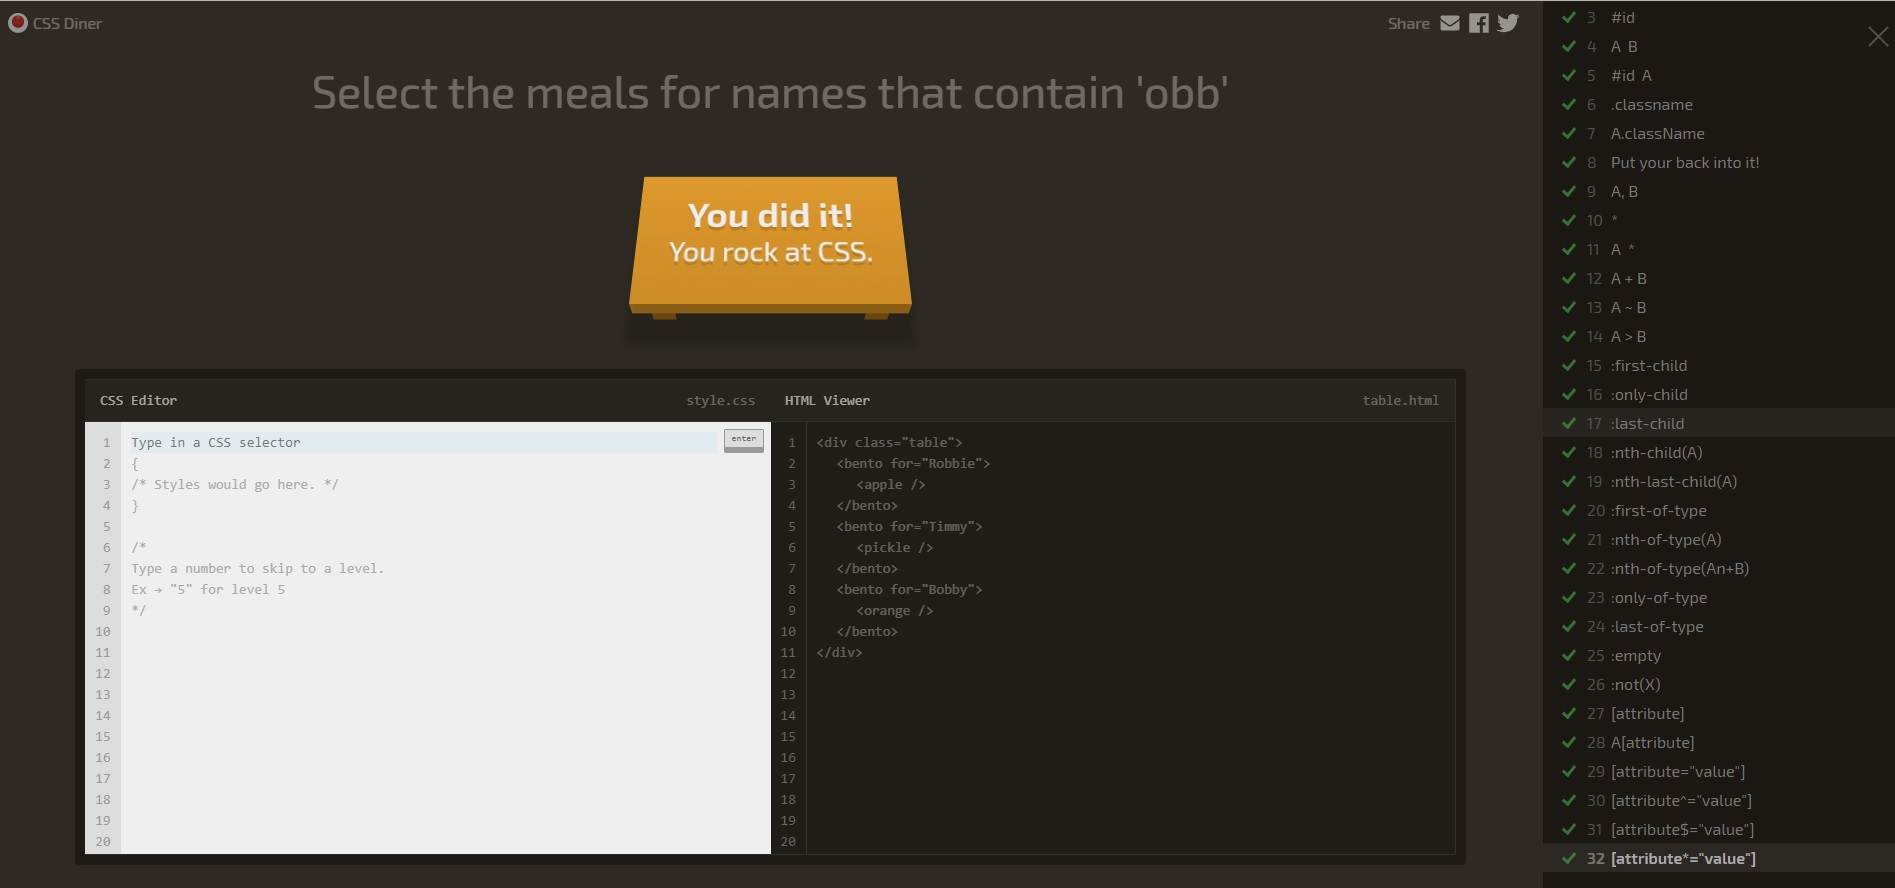 CSS Diner
Share
Select the meals for names that contain 'obb'
You did it!
You rock at CSS.
CSS Editor style.css
1 Type in a CSS selector
enter
2 {
3 /* Styles would go here. */
4 }
5
6 /*
7 Type a number to skip to a level.
8 Ex → "5" for level 5
9 */
10
11
12
13
14
15
16
17
18
19
20
HTML Viewer table.html
1 <div class="table">
2 <bento for="Robbie">
3 <apple />
4 </bento>
5 <bento for="Timmy">
6 <pickle />
7 </bento>
8 <bento for="Bobby">
9 <orange />
10 </bento>
11 </div>
12
13
14
15
16
17
18
19
20
3 #id
4 A B
5 #id A
6 .classname
7 A.className
8 Put your back into it!
9 A, B
10 *
11 A *
12 A + B
13 A ~ B
14 A > B
15 :first-child
16 :only-child
17 :last-child
18 :nth-child(A)
19 :nth-last-child(A)
20 :first-of-type
21 :nth-of-type(A)
22 :nth-of-type(An+B)
23 :only-of-type
24 :last-of-type
25 :empty
26 :not(X)
27 [attribute]
28 A[attribute]
29 [attribute="value"]
30 [attribute^="value"]
31 [attribute$="value"]
32 [attribute*="value"]